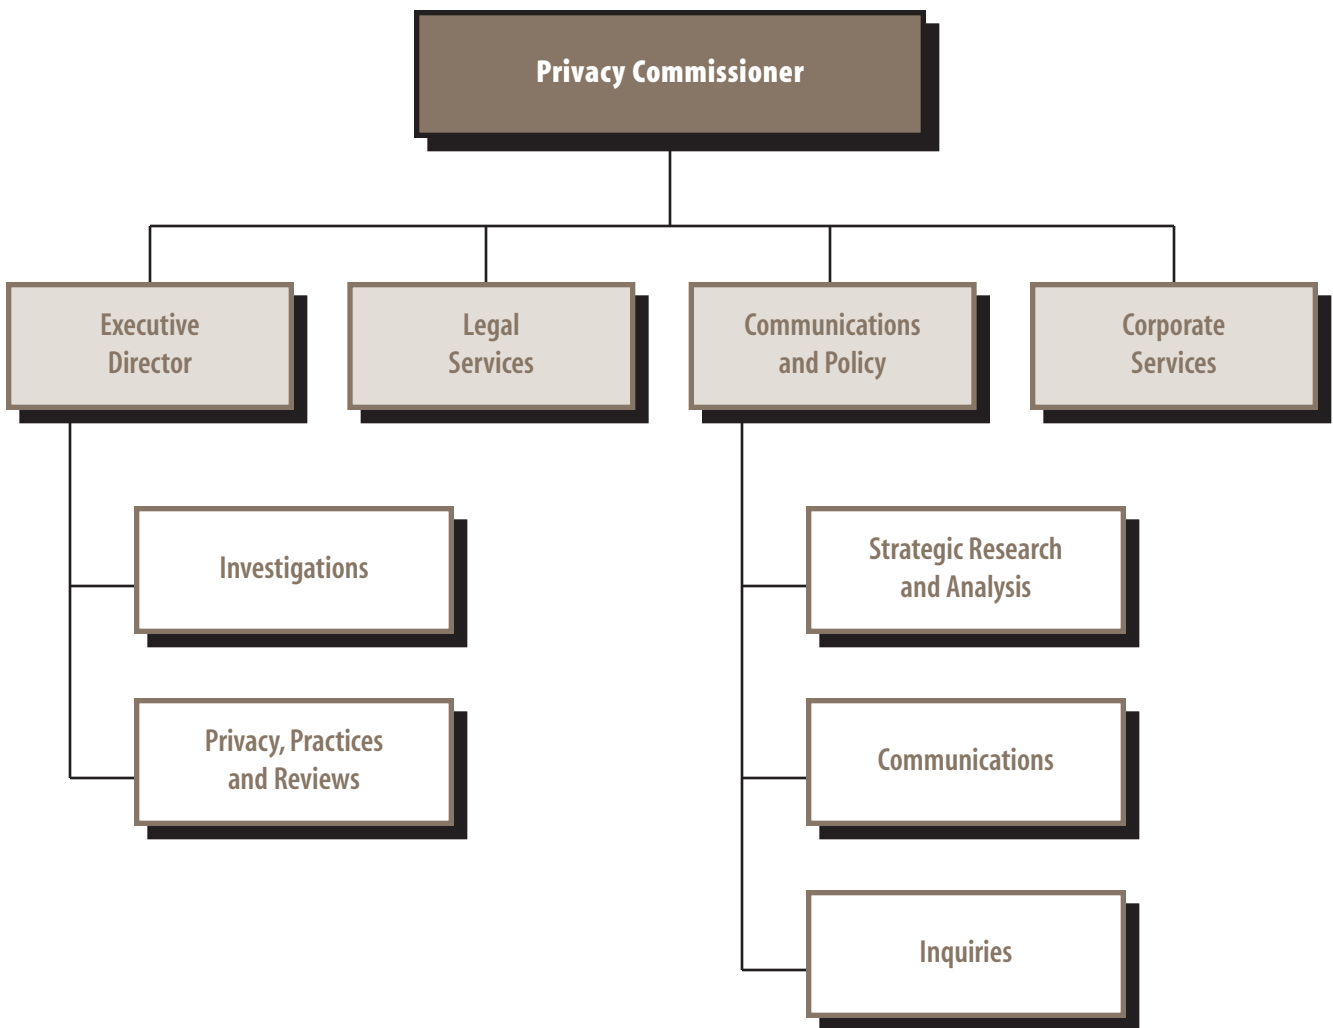 Privacy Commissioner
Executive
Director
Legal
Services
Communications
and Policy
Corporate
Services
Investigations
Privacy, Practices
and Reviews
Strategic Research
and Analysis
Communications
Inquiries